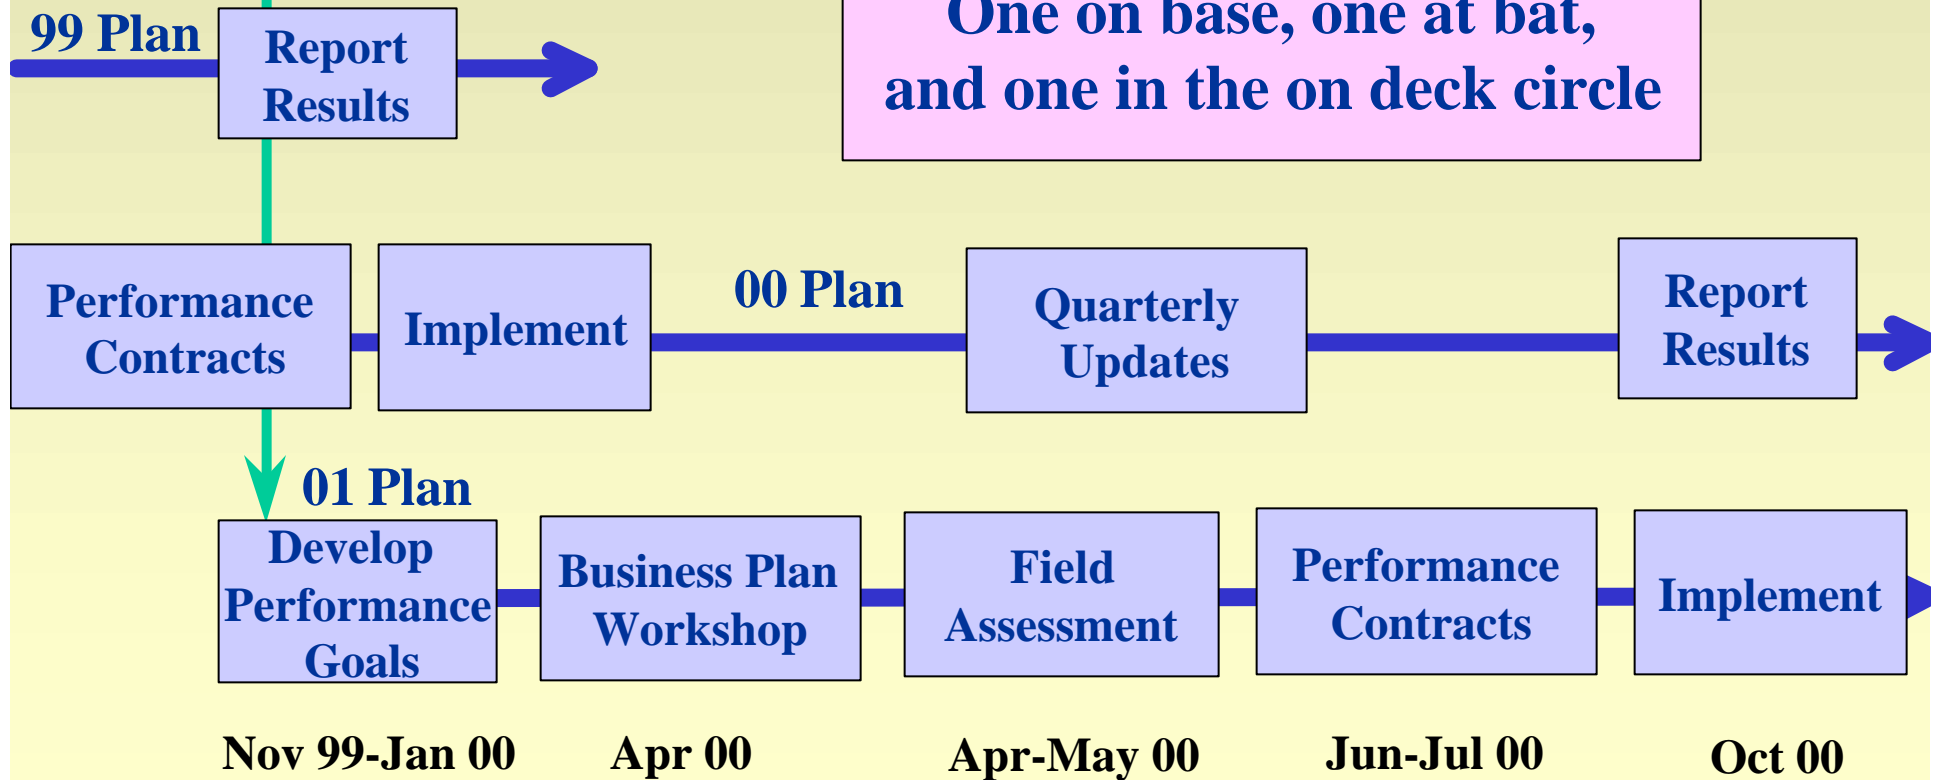 99 Plan
Report
Results
One on base, one at bat,
and one in the on deck circle
Performance
Contracts
Implement
00 Plan
Quarterly
Updates
Report
Results
01 Plan
Develop
Performance
Goals
Business Plan
Workshop
Field
Assessment
Performance
Contracts
Implement
Nov 99-Jan 00
Apr 00
Apr-May 00
Jun-Jul 00
Oct 00